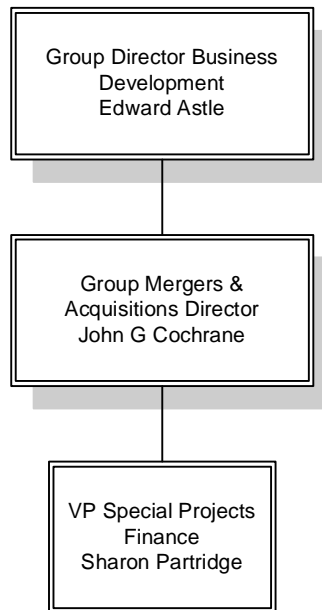 Group Director Business
Development
Edward Astle
Group Mergers &
Acquisitions Director
John G Cochrane
VP Special Projects
Finance
Sharon Partridge